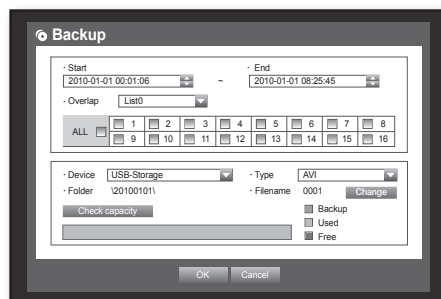 Backup
· Start
· End
2010-01-01 00:01:06
~
2010-01-01 08:25:45
· Overlap
List0
ALL
1 2 3 4 5 6 7 8
9 10 11 12 13 14 15 16
· Device
USB-Storage
· Type
AVI
· Folder
\20100101\
· Filename
0001
Change
Check capacity
Backup
Used
Free
OK
Cancel